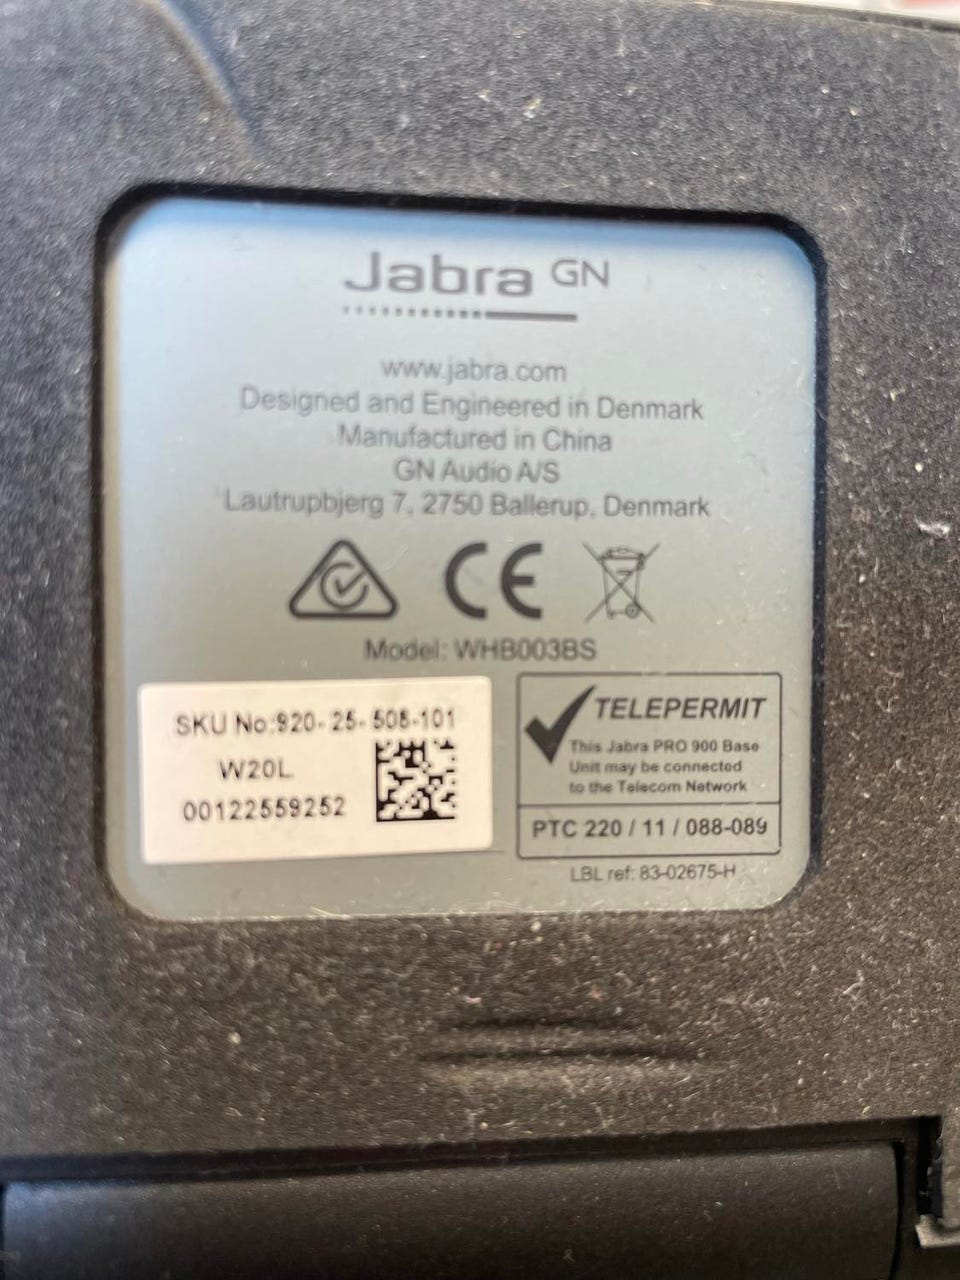 Jabra GN
www.jabra.com
Designed and Engineered in Denmark
Manufactured in China
GN Audio A/S
Lautrupbjerg 7, 2750 Ballerup, Denmark
CE
Model: WHB003BS
SKU No:920-25-508-101
W20L
00122559252
TELEPERMIT
This Jabra PRO 900 Base
Unit may be connected
to the Telecom Network
PTC 220 / 11 / 088-089
LBL ref: 83-02675-H